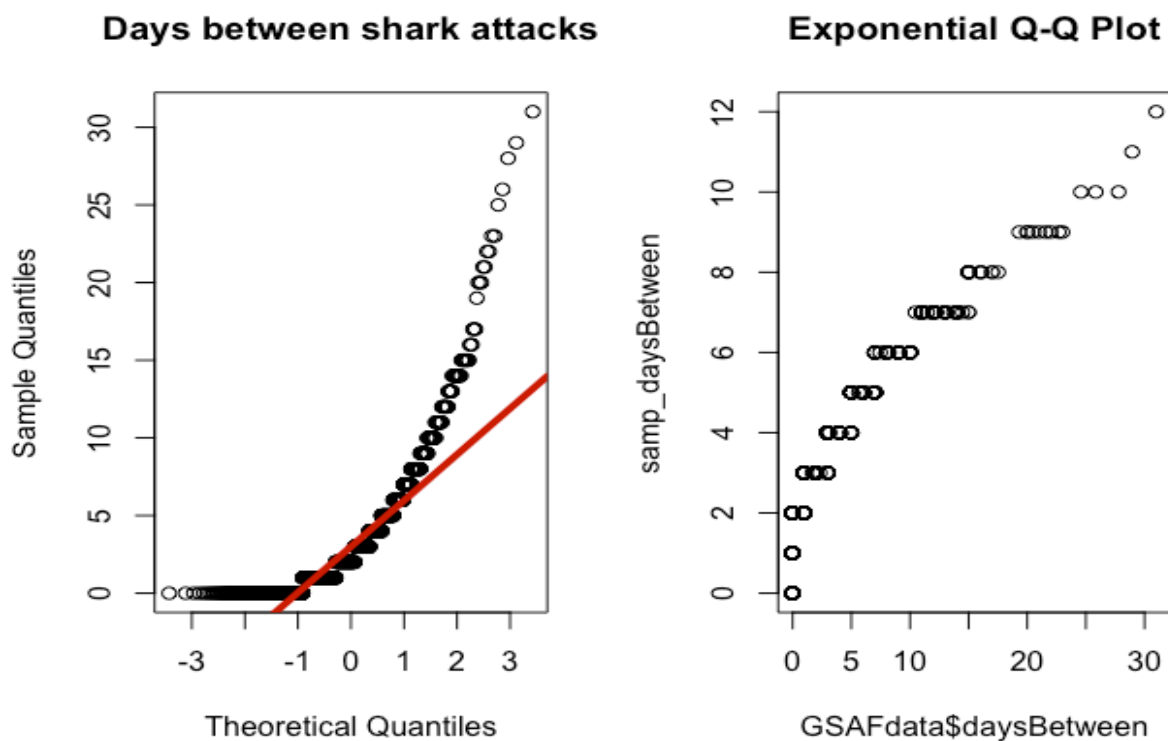 Days between shark attacks
Sample Quantiles
0 5 10 15 20 25 30
-3 -1 0 1 2 3
Theoretical Quantiles
Exponential Q-Q Plot
samp_daysBetween
0 2 4 6 8 10 12
0 5 10 20 30
GSAFdata$daysBetween